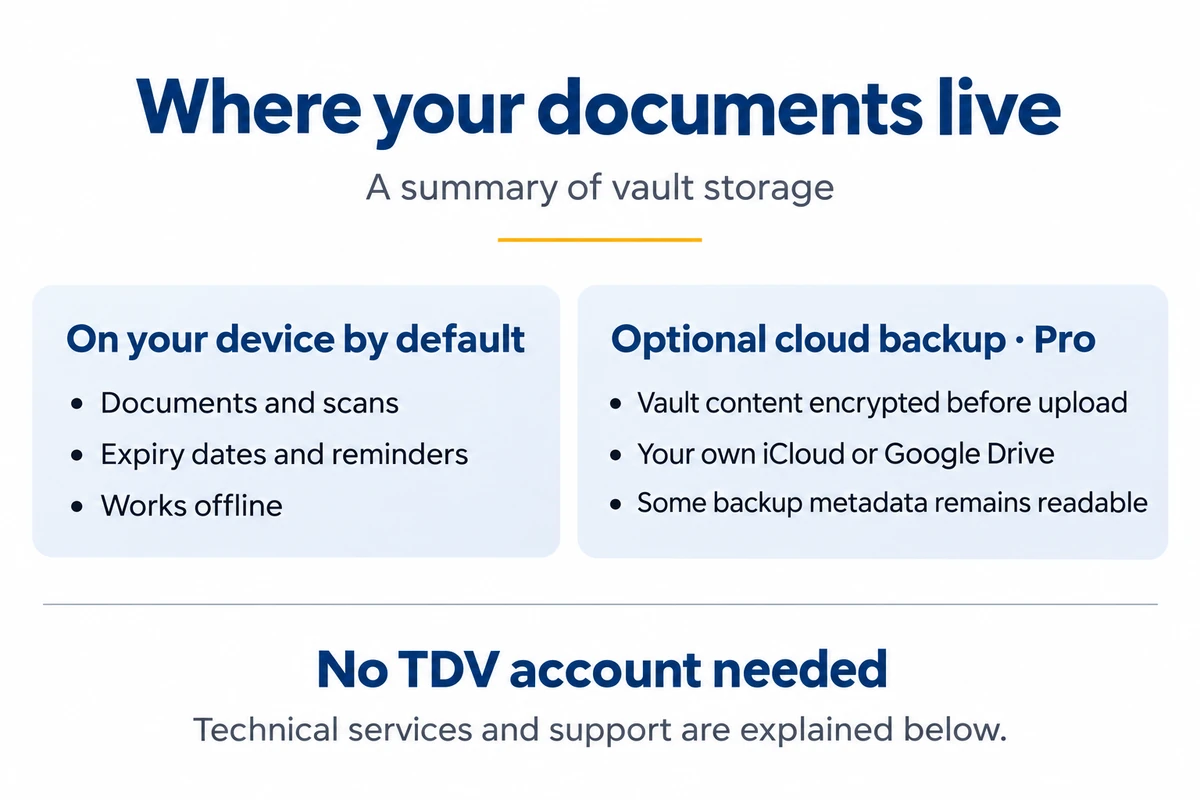 Where your documents live
A summary of vault storage
On your device by default
• Documents and scans
• Expiry dates and reminders
• Works offline
Optional cloud backup · Pro
• Vault content encrypted before upload
• Your own iCloud or Google Drive
• Some backup metadata remains readable
No TDV account needed
Technical services and support are explained below.